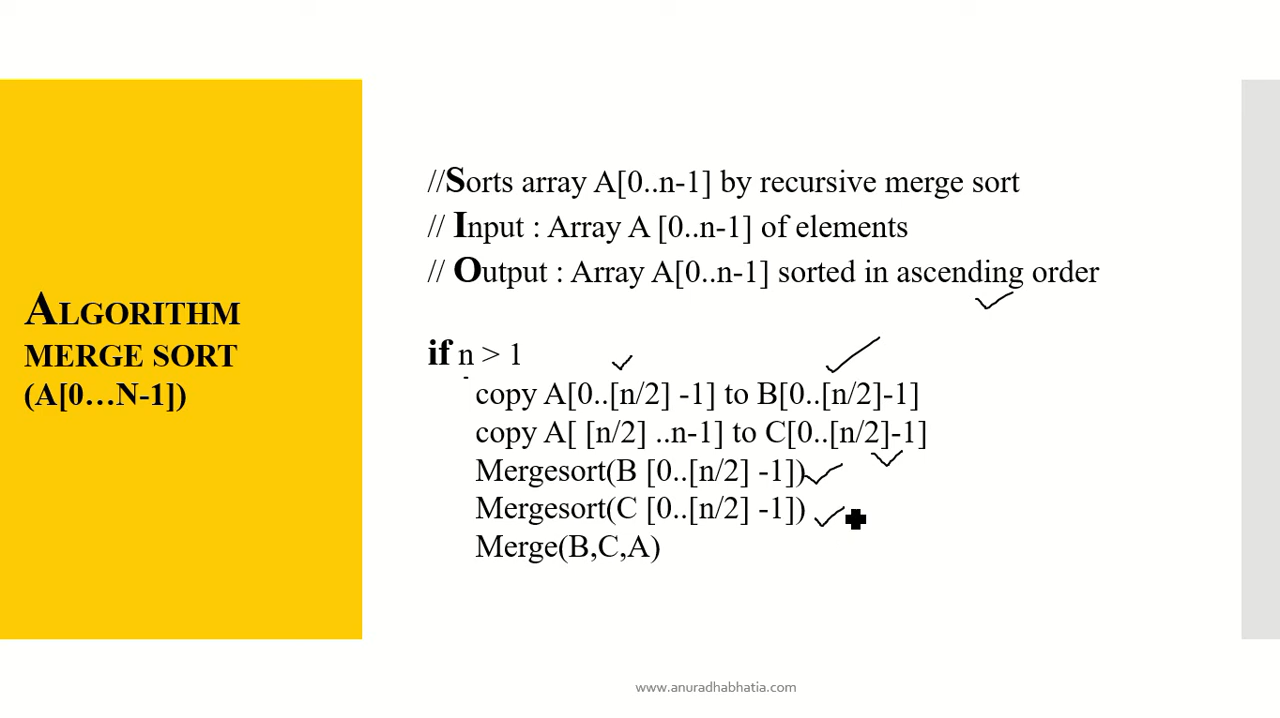 ALGORITHM
MERGE SORT
(A[0…N-1])
//Sorts array A[0..n-1] by recursive merge sort
// Input : Array A [0..n-1] of elements
// Output : Array A[0..n-1] sorted in ascending order
if n > 1
copy A[0..[n/2] -1] to B[0..[n/2]-1]
copy A[ [n/2] ..n-1] to C[0..[n/2]-1]
Mergesort(B [0..[n/2] -1])
Mergesort(C [0..[n/2] -1])
Merge(B,C,A)
www.anuradhabhatia.com